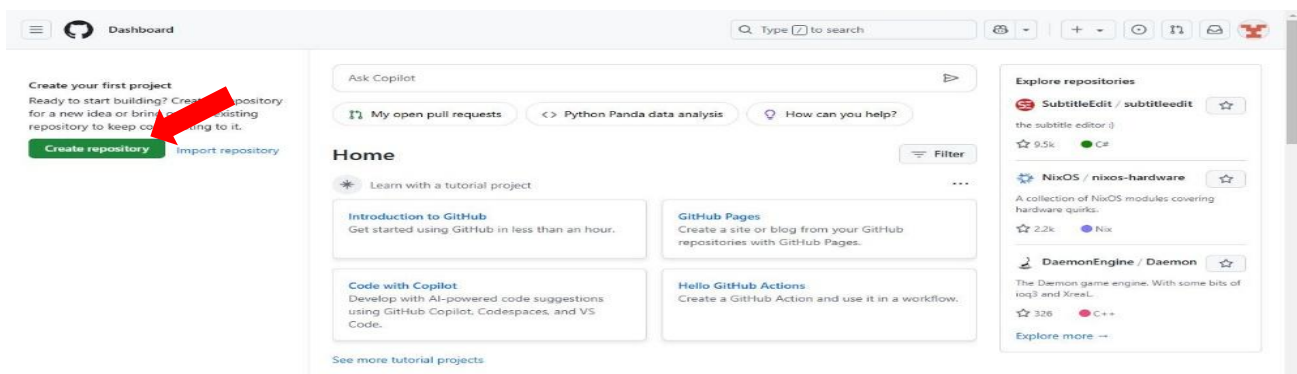 Dashboard
Type / to search
Create your first project
Ready to start building? Create repository
for a new idea or bring existing
repository to keep to it.
Create repository Import repository
Ask Copilot
My open pull requests <> Python Panda data analysis How can you help?
Home
Filter
Learn with a tutorial project
...
Introduction to GitHub
Get started using GitHub in less than an hour.
GitHub Pages
Create a site or blog from your GitHub
repositories with GitHub Pages.
Code with Copilot
Develop with AI-powered code suggestions
using GitHub Copilot, Codespaces, and VS
Code.
Hello GitHub Actions
Create a GitHub Action and use it in a workflow.
See more tutorial projects
Explore repositories
SubtitleEdit / subtitleedit
the subtitle editor :)
9.5k C#
NixOS / nixos-hardware
A collection of NixOS modules covering
hardware quirks.
2.2k Nix
DaemonEngine / Daemon
The Dæmon game engine. With some bits of
ioq3 and XreaL.
326 C++
Explore more →